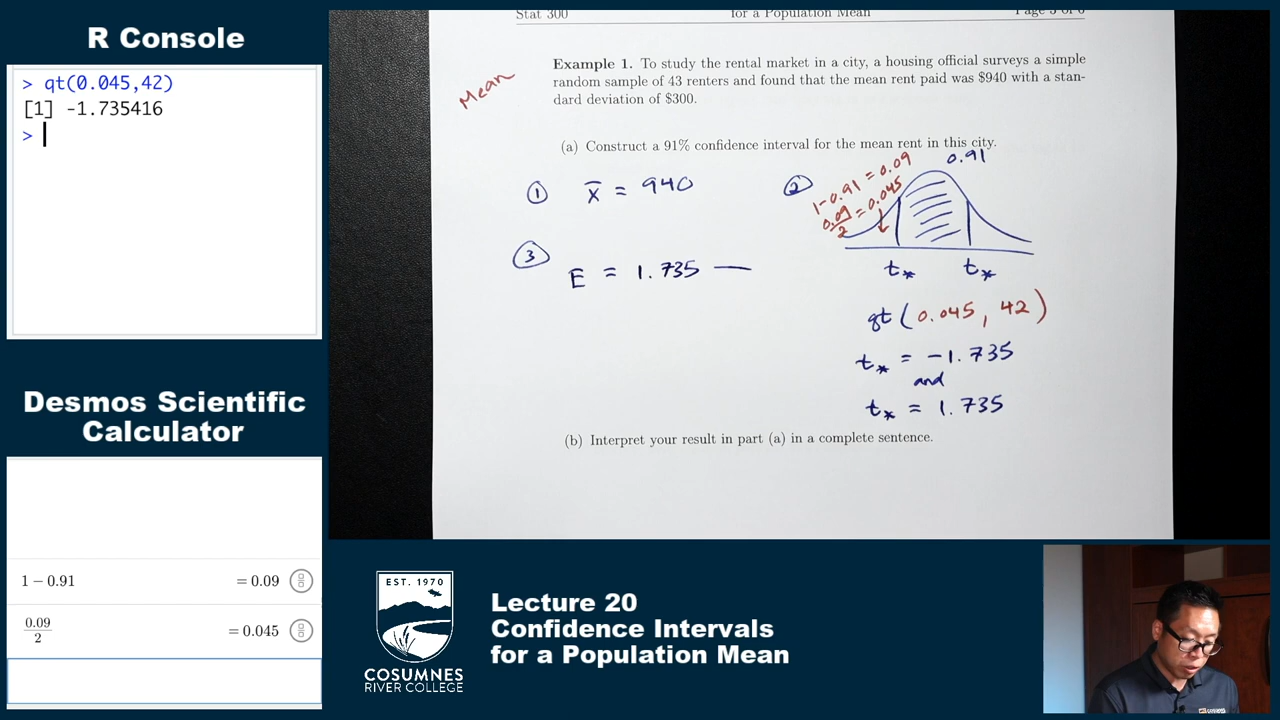 R Console
> qt(0.045,42)
[1] -1.735416
>
Stat 300 for a Population Mean Page 5 of 6
Mean
Example 1. To study the rental market in a city, a housing official surveys a simple
random sample of 43 renters and found that the mean rent paid was $940 with a stan-
dard deviation of $300.
(a) Construct a 91% confidence interval for the mean rent in this city.
① x̄ = 940
② 0.91
1-0.91 = 0.09
0.09/2 = 0.045
t* t*
③ E = 1.735 —
qt(0.045, 42)
t* = -1.735
and
t* = 1.735
(b) Interpret your result in part (a) in a complete sentence.
Desmos Scientific
Calculator
1 − 0.91 = 0.09
0.09/2 = 0.045
EST. 1970
COSUMNES
RIVER COLLEGE
Lecture 20
Confidence Intervals
for a Population Mean